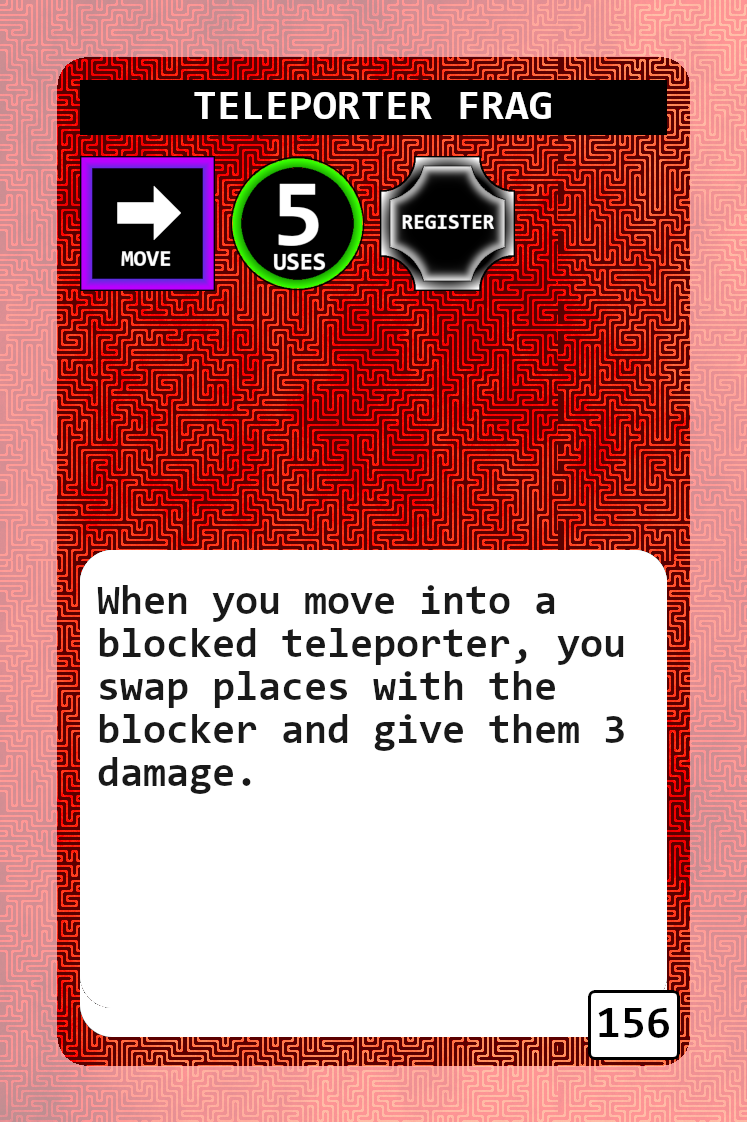 TELEPORTER FRAG
MOVE
5
USES
REGISTER
When you move into a
blocked teleporter, you
swap places with the
blocker and give them 3
damage.
156